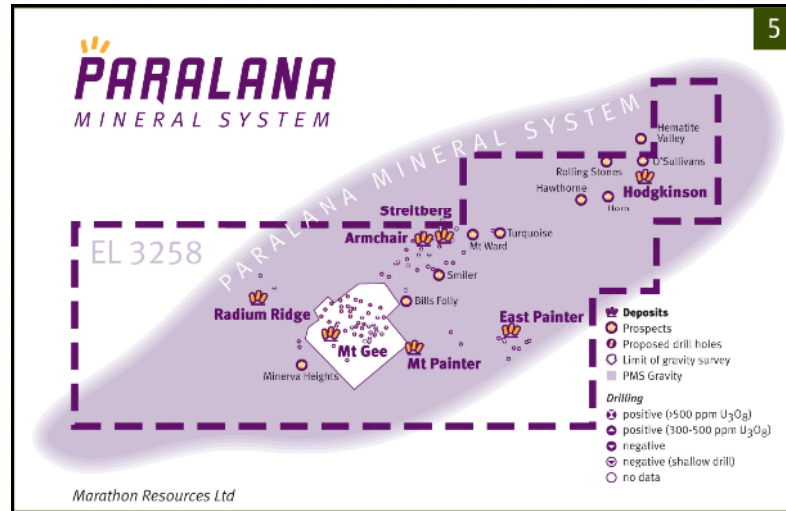 5
PARALANA
MINERAL SYSTEM
PARALANA MINERAL SYSTEM
EL 3258
Hematite
Valley
O'Sullivans
Rolling Stones
Hodgkinson
Hawthorne
Horn
Streitberg
Armchair
Mt Ward
Turquoise
Smiler
Bills Folly
Radium Ridge
East Painter
Mt Gee
Mt Painter
Minerva Heights
Deposits
Prospects
Proposed drill holes
Limit of gravity survey
PMS Gravity
Drilling
positive (>500 ppm U₃O₈)
positive (300-500 ppm U₃O₈)
negative
negative (shallow drill)
no data
Marathon Resources Ltd